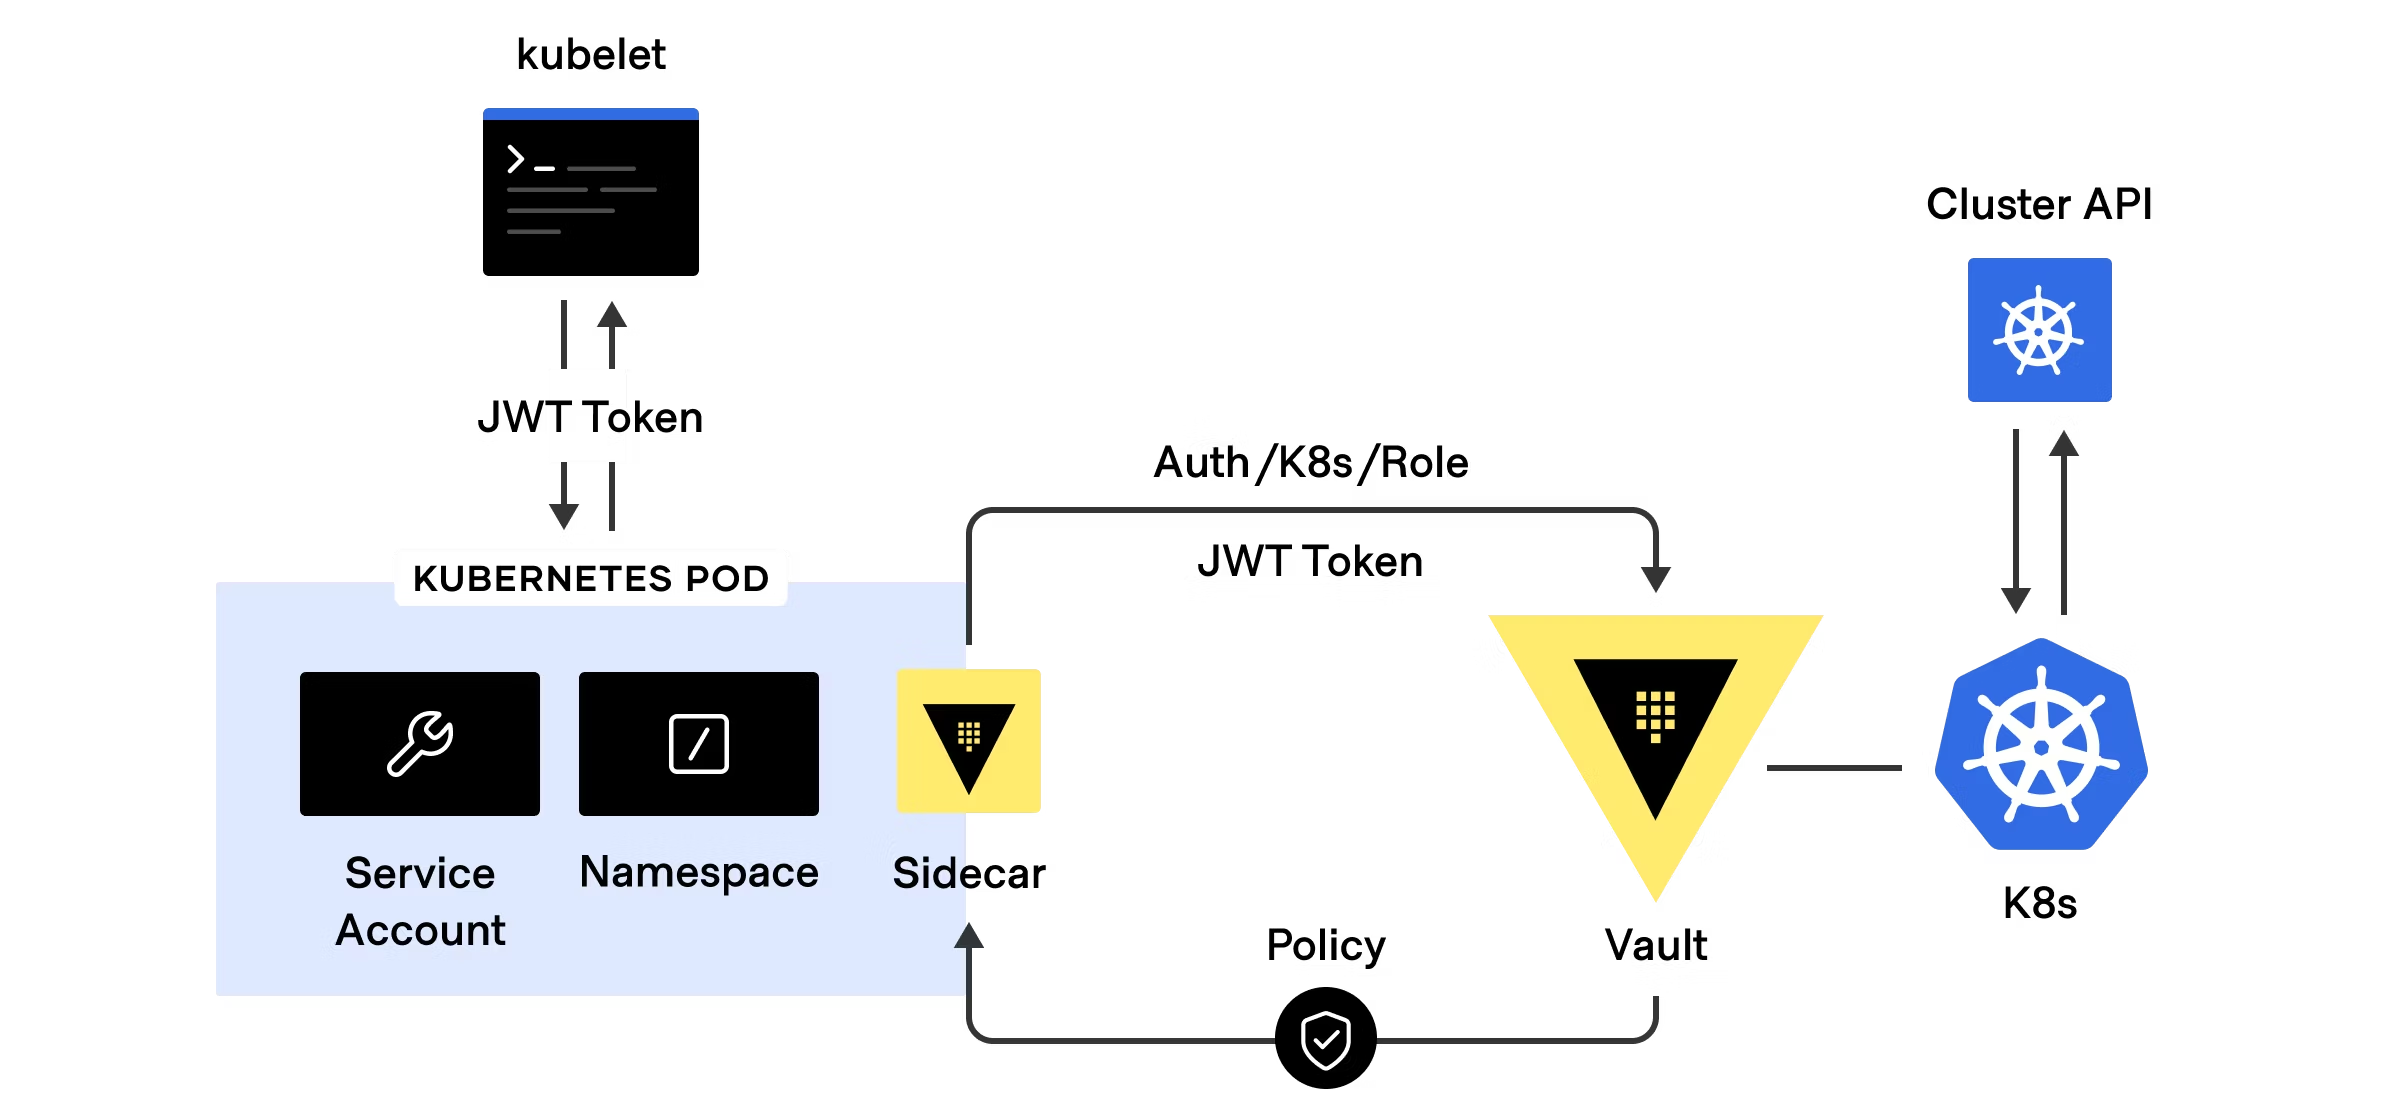 kubelet
Cluster API
JWT Token
Auth/K8s/Role
JWT Token
KUBERNETES POD
Service
Account
Namespace
Sidecar
Policy
Vault
K8s